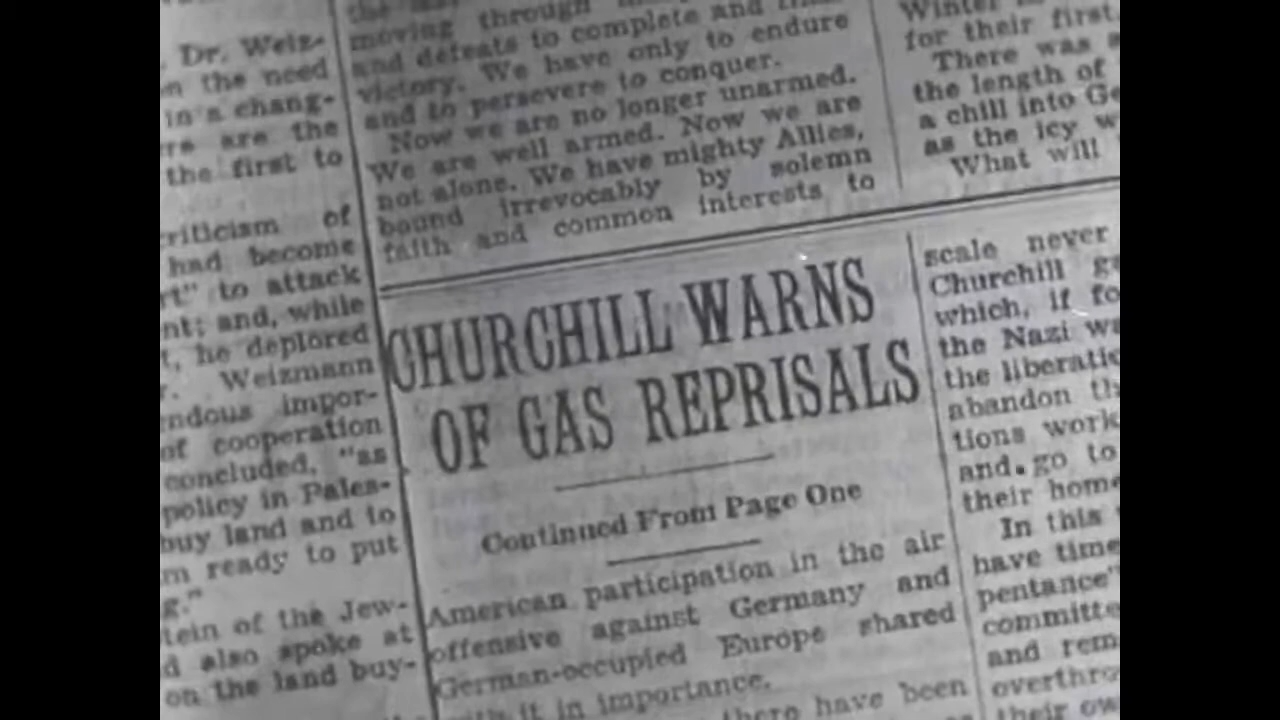 Dr. Weiz-
the need
in a chang-
are the
the first to
criticism of
had become
to attack
nt; and, while
he deplored
Weizmann
endous impor-
of cooperation
concluded, "as
policy in Pales-
buy land and to
ready to put
g."
tein of the Jew-
also spoke at
on the land buy-
moving through
and defeats to complete and
victory. We have only to endure
and to persevere to conquer.
Now we are no longer unarmed.
We are well armed. Now we are
not alone. We have mighty Allies,
bound irrevocably by solemn
faith and common interests to
CHURCHILL WARNS
OF GAS REPRISALS
Continued From Page One
American participation in the air
offensive against Germany and
German-occupied Europe shared
with it in importance.
there have been
Winter
for their first
There was
the length of
a chill into Ge
as the icy w
What will
scale never
Churchill g
which, if fo
the Nazi wa
the liberatio
abandon th
tions work
and go to
their home
In this
have time
pentance"
committe
and rem
overthro
their ow